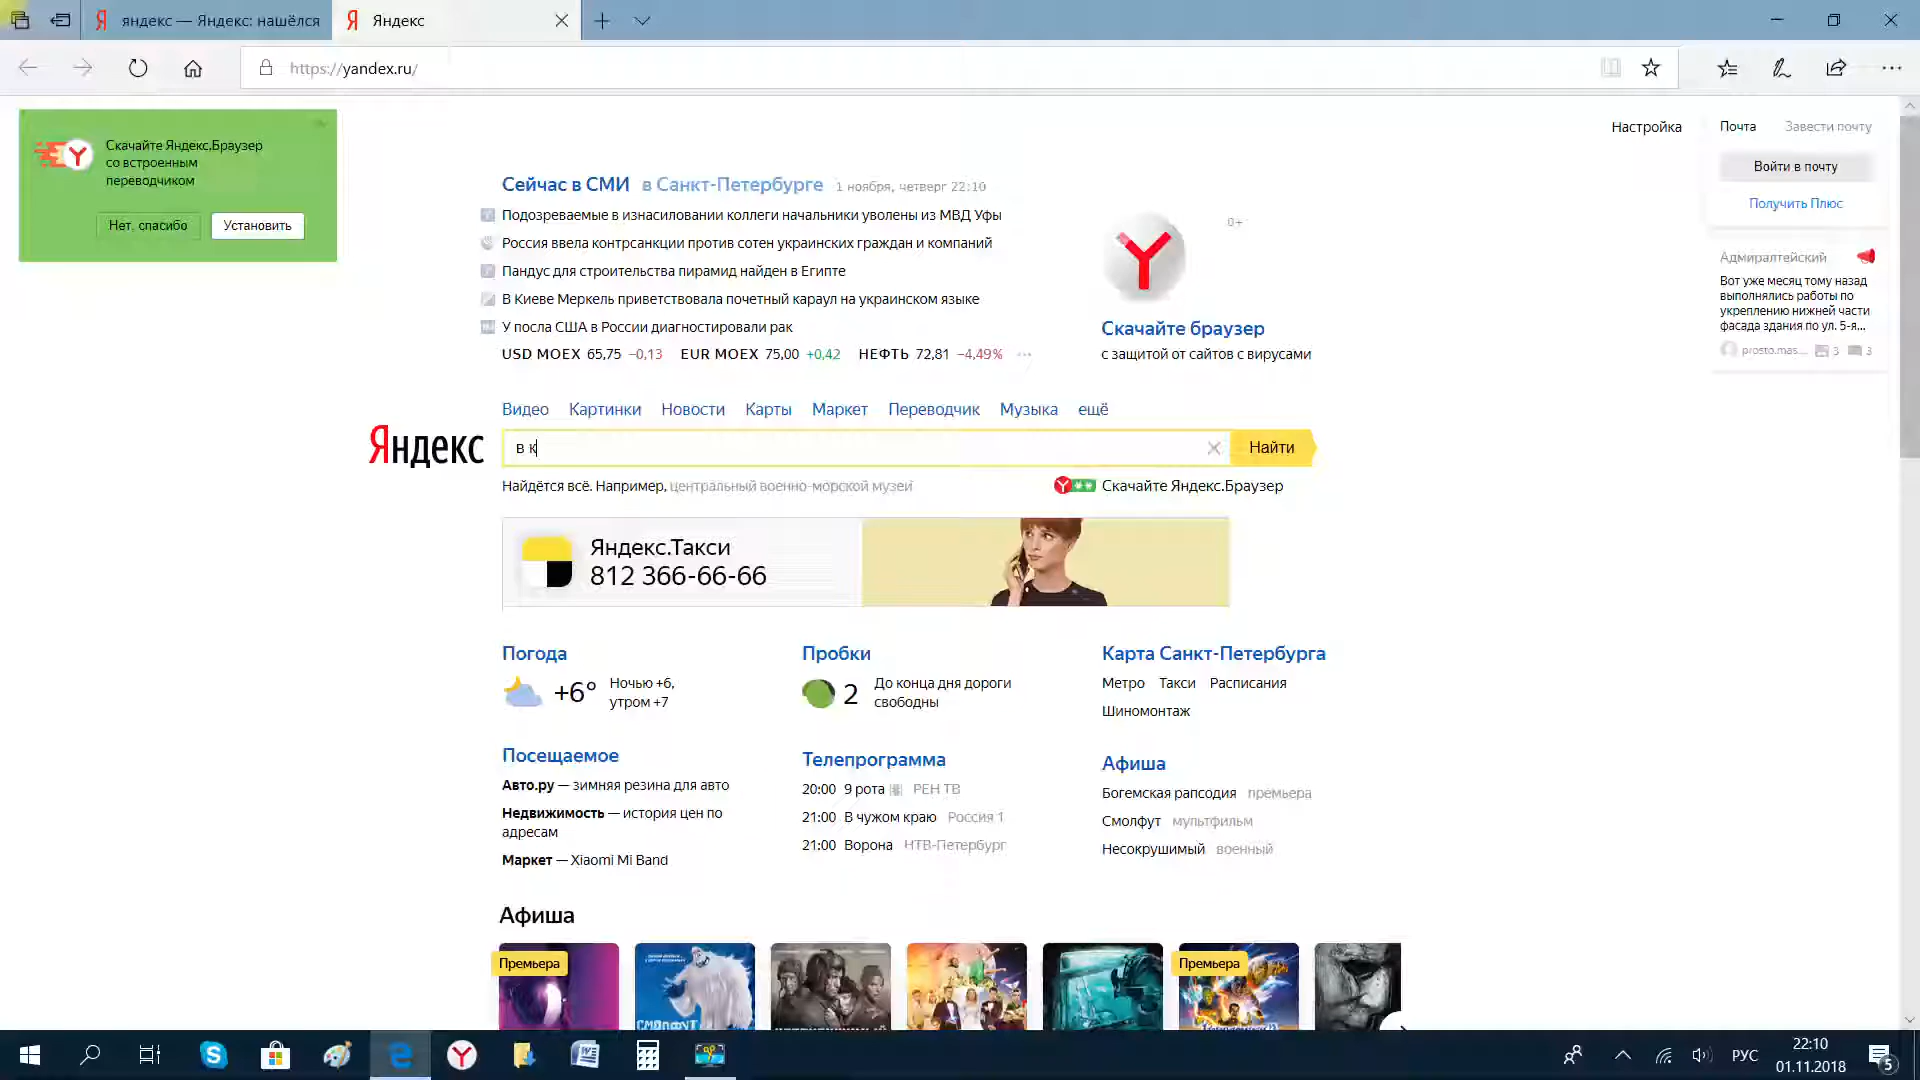 яндекс — Яндекс: нашёлся
Яндекс
https://yandex.ru/
Скачайте Яндекс.Браузер
со встроенным
переводчиком
Нет, спасибо
Установить
Настройка
Почта
Завести почту
Войти в почту
Получить Плюс
Сейчас в СМИ
в Санкт-Петербурге
1 ноября, четверг 22:10
Подозреваемые в изнасиловании коллеги начальники уволены из МВД Уфы
Россия ввела контрсанкции против сотен украинских граждан и компаний
Пандус для строительства пирамид найден в Египте
В Киеве Меркель приветствовала почетный караул на украинском языке
У посла США в России диагностировали рак
USD MOEX 65,75 −0,13 EUR MOEX 75,00 +0,42 НЕФТЬ 72,81 −4,49%
0+
Скачайте браузер
с защитой от сайтов с вирусами
Адмиралтейский
Вот уже месяц тому назад
выполнялись работы по
укреплению нижней части
фасада здания по ул. 5-я...
prosto.mas... 3 3
Видео Картинки Новости Карты Маркет Переводчик Музыка ещё
Яндекс
в к
Найти
Найдётся всё. Например, центральный военно-морской музей
Скачайте Яндекс.Браузер
Яндекс.Такси
812 366-66-66
Погода
+6°
Ночью +6,
утром +7
Пробки
2
До конца дня дороги
свободны
Карта Санкт-Петербурга
Метро Такси Расписания
Шиномонтаж
Посещаемое
Авто.ру — зимняя резина для авто
Недвижимость — история цен по
адресам
Маркет — Xiaomi Mi Band
Телепрограмма
20:00 9 рота РЕН ТВ
21:00 В чужом краю Россия 1
21:00 Ворона НТВ-Петербург
Афиша
Богемская рапсодия премьера
Смолфут мультфильм
Несокрушимый военный
Афиша
Премьера
СМОЛФУТ
Премьера
РУС
22:10
01.11.2018
5